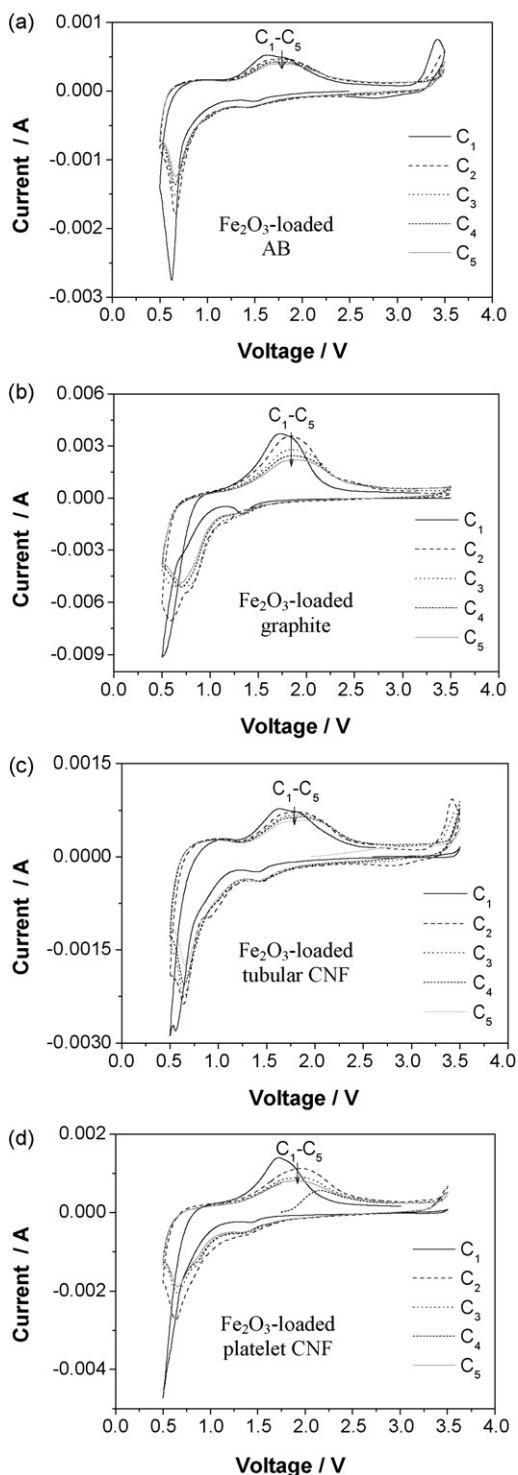 (a)
0.001
0.000
-0.001
-0.002
-0.003
Current / A
C₁-C₅
C₁
C₂
C₃
C₄
C₅
Fe₂O₃-loaded
AB
0.0 0.5 1.0 1.5 2.0 2.5 3.0 3.5 4.0
Voltage / V
(b)
0.006
0.003
0.000
-0.003
-0.006
-0.009
Current / A
C₁-C₅
C₁
C₂
C₃
C₄
C₅
Fe₂O₃-loaded
graphite
0.0 0.5 1.0 1.5 2.0 2.5 3.0 3.5 4.0
Voltage / V
(c)
0.0015
0.0000
-0.0015
-0.0030
Current / A
C₁-C₅
C₁
C₂
C₃
C₄
C₅
Fe₂O₃-loaded
tubular CNF
0.0 0.5 1.0 1.5 2.0 2.5 3.0 3.5 4.0
Voltage / V
(d)
0.002
0.000
-0.002
-0.004
Current / A
C₁-C₅
C₁
C₂
C₃
C₄
C₅
Fe₂O₃-loaded
platelet CNF
0.0 0.5 1.0 1.5 2.0 2.5 3.0 3.5 4.0
Voltage / V